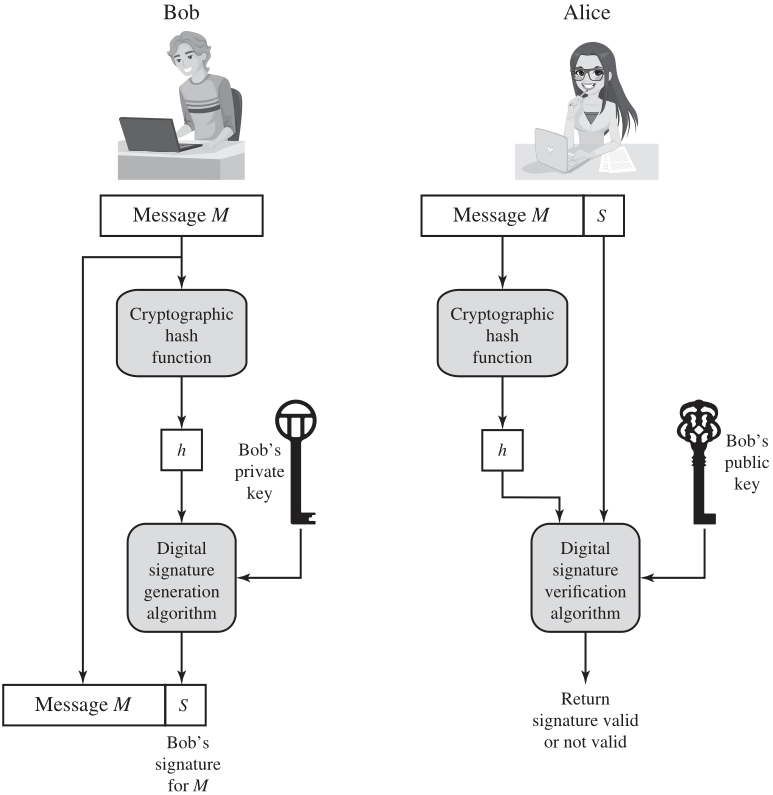 Bob
Message M
Cryptographic
hash
function
h
Bob's
private
key
Digital
signature
generation
algorithm
Message M
S
Bob's
signature
for M
Alice
Message M
S
Cryptographic
hash
function
h
Bob's
public
key
Digital
signature
verification
algorithm
Return
signature valid
or not valid